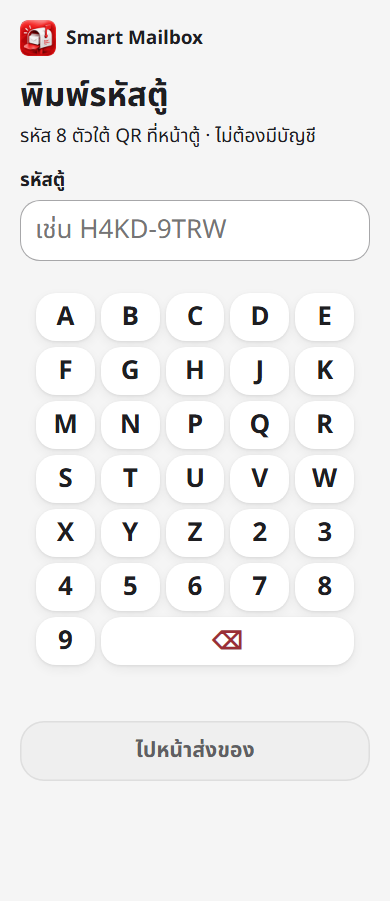 Smart Mailbox
พิมพ์รหัสตู้
รหัส 8 ตัวใต้ QR ที่หน้าตู้ · ไม่ต้องมีบัญชี
รหัสตู้
เช่น H4KD-9TRW
A B C D E
F G H J K
M N P Q R
S T U V W
X Y Z 2 3
4 5 6 7 8
9 ⌫
ไปหน้าส่งของ